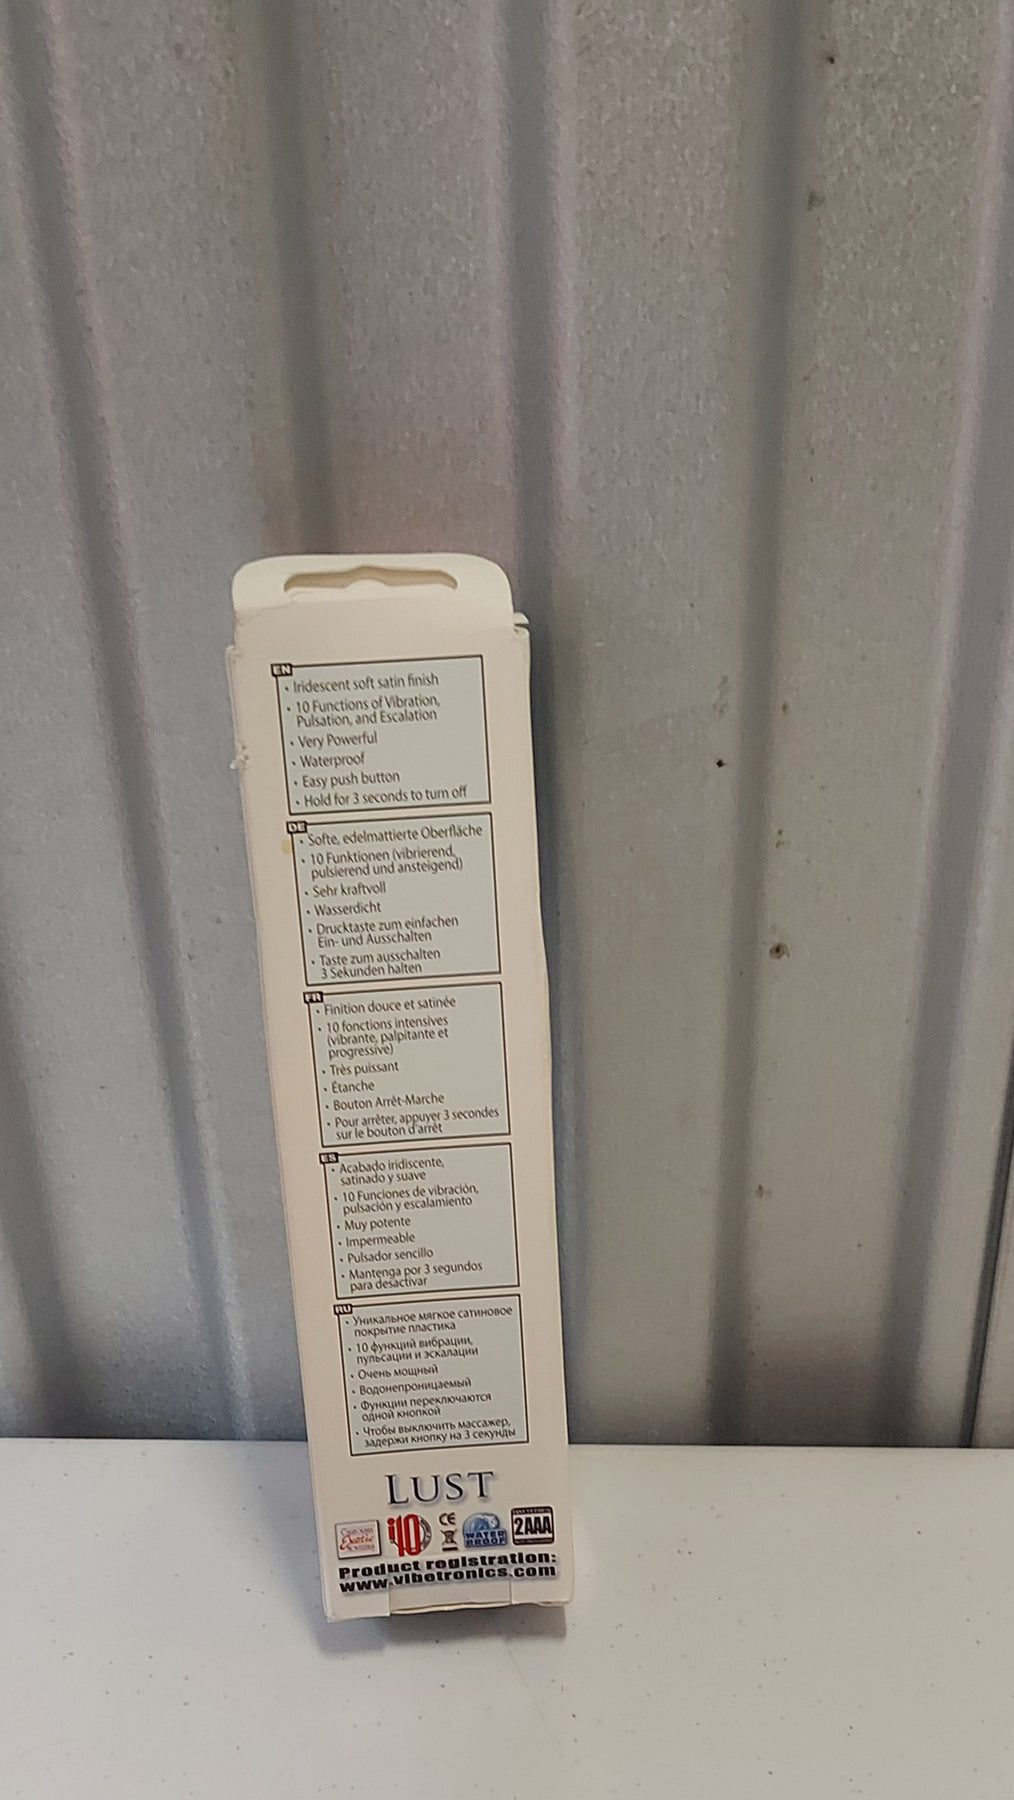 EN
• Iridescent soft satin finish
• 10 Functions of Vibration,
Pulsation, and Escalation
• Very Powerful
• Waterproof
• Easy push button
• Hold for 3 seconds to turn off
DE
• Softe, edelmattierte Oberfläche
• 10 Funktionen (vibrierend,
pulsierend und ansteigend)
• Sehr kraftvoll
• Wasserdicht
• Drucktaste zum einfachen
Ein- und Ausschalten
• Taste zum ausschalten
3 Sekunden halten
FR
• Finition douce et satinée
• 10 fonctions intensives
(vibrante, palpitante et
progressive)
• Très puissant
• Étanche
• Bouton Arrêt-Marche
• Pour arrêter, appuyer 3 secondes
sur le bouton d'arrêt
ES
• Acabado iridiscente,
satinado y suave
• 10 Funciones de vibración,
pulsación y escalamiento
• Muy potente
• Impermeable
• Pulsador sencillo
• Mantenga por 3 segundos
para desactivar
RU
• Уникальное мягкое сатиновое
покрытие пластика
• 10 функций вибрации,
пульсации и эскалации
• Очень мощный
• Водонепроницаемый
• Функции переключаются
одной кнопкой
• Чтобы выключить массажер,
задержи кнопку на 3 секунды
LUST
Exotic
i10
CE
WATER
PROOF
2AAA
Product registration:
www.vibetronics.com